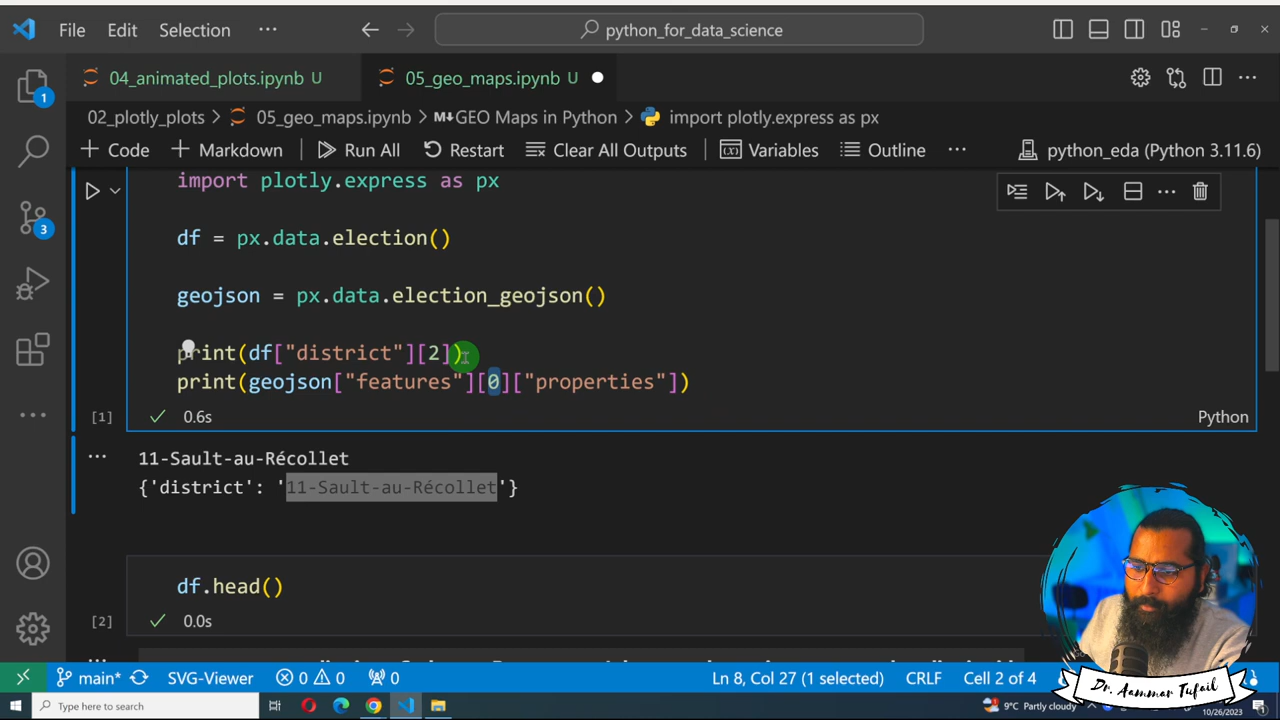 File Edit Selection ··· python_for_data_science
04_animated_plots.ipynb U 05_geo_maps.ipynb U
02_plotly_plots > 05_geo_maps.ipynb > M↓GEO Maps in Python > import plotly.express as px
+ Code + Markdown Run All Restart Clear All Outputs Variables Outline ··· python_eda (Python 3.11.6)
import plotly.express as px
df = px.data.election()
geojson = px.data.election_geojson()
print(df["district"][2])
print(geojson["features"][0]["properties"])
[1] 0.6s Python
11-Sault-au-Récollet
{'district': '11-Sault-au-Récollet'}
df.head()
[2] 0.0s
1
3
main* SVG-Viewer 0 0 0 Ln 8, Col 27 (1 selected) CRLF Cell 2 of 4
Type here to search 9°C Partly cloudy 10/26/2023
Dr. Aammar Tufail